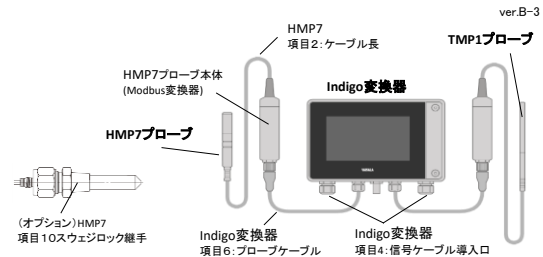 ver.B-3
HMP7
項目2：ケーブル長
TMP1プローブ
HMP7プローブ本体
(Modbus変換器)
Indigo変換器
HMP7プローブ
VAISALA
(オプション)HMP7
項目10スウェジロック継手
Indigo変換器
項目6：プローブケーブル
Indigo変換器
項目4：信号ケーブル導入口